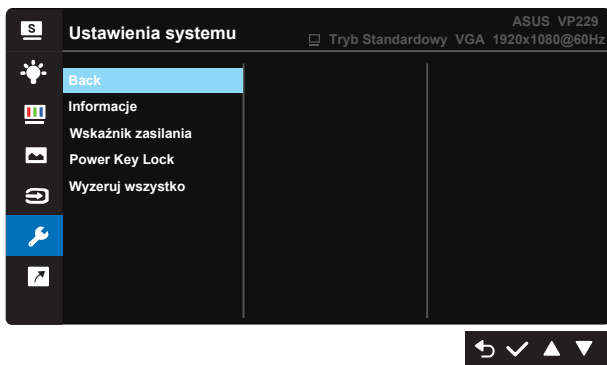 S
Ustawienia systemu
ASUS VP229
Tryb Standardowy VGA 1920x1080@60Hz
Back
Informacje
Wskaźnik zasilania
Power Key Lock
Wyzeruj wszystko